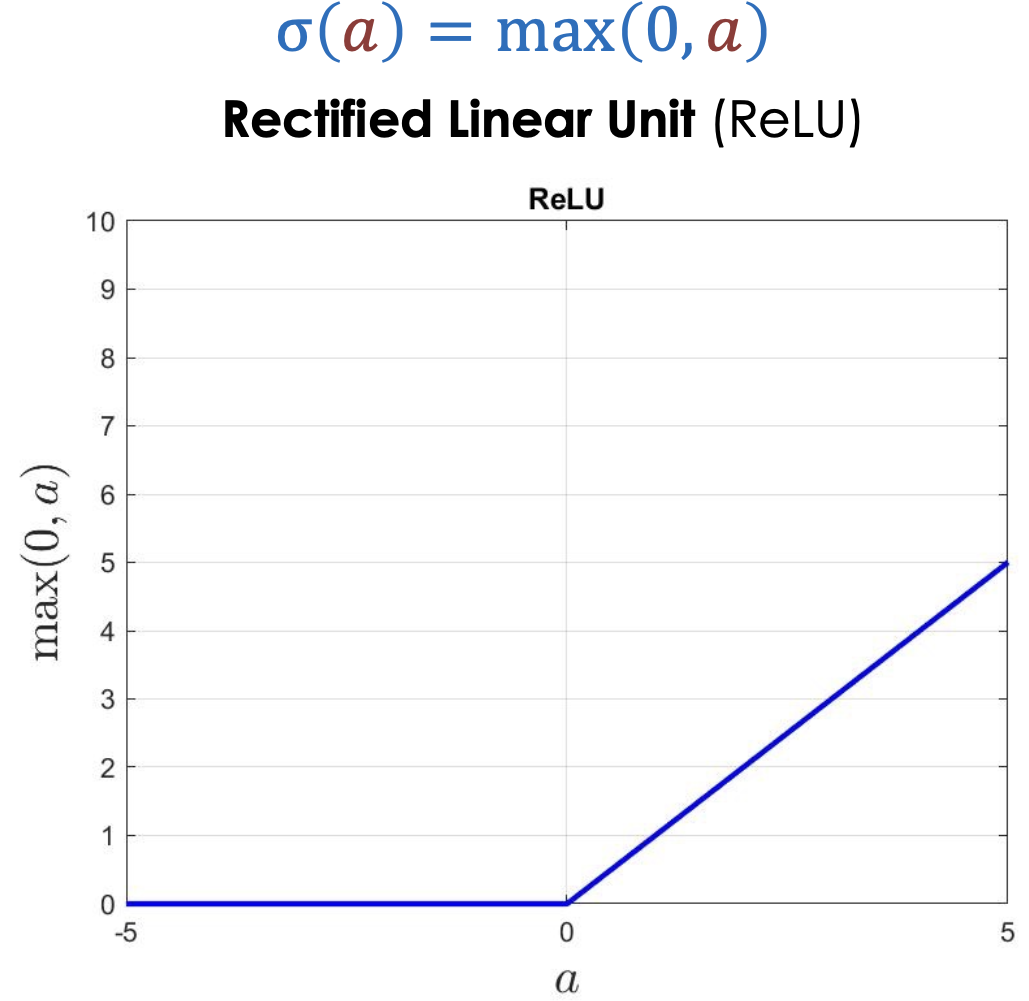 σ(a) = max(0, a)
Rectified Linear Unit (ReLU)
ReLU
10
9
8
7
6
5
4
3
2
1
0
max(0, a)
-5 0 5
a